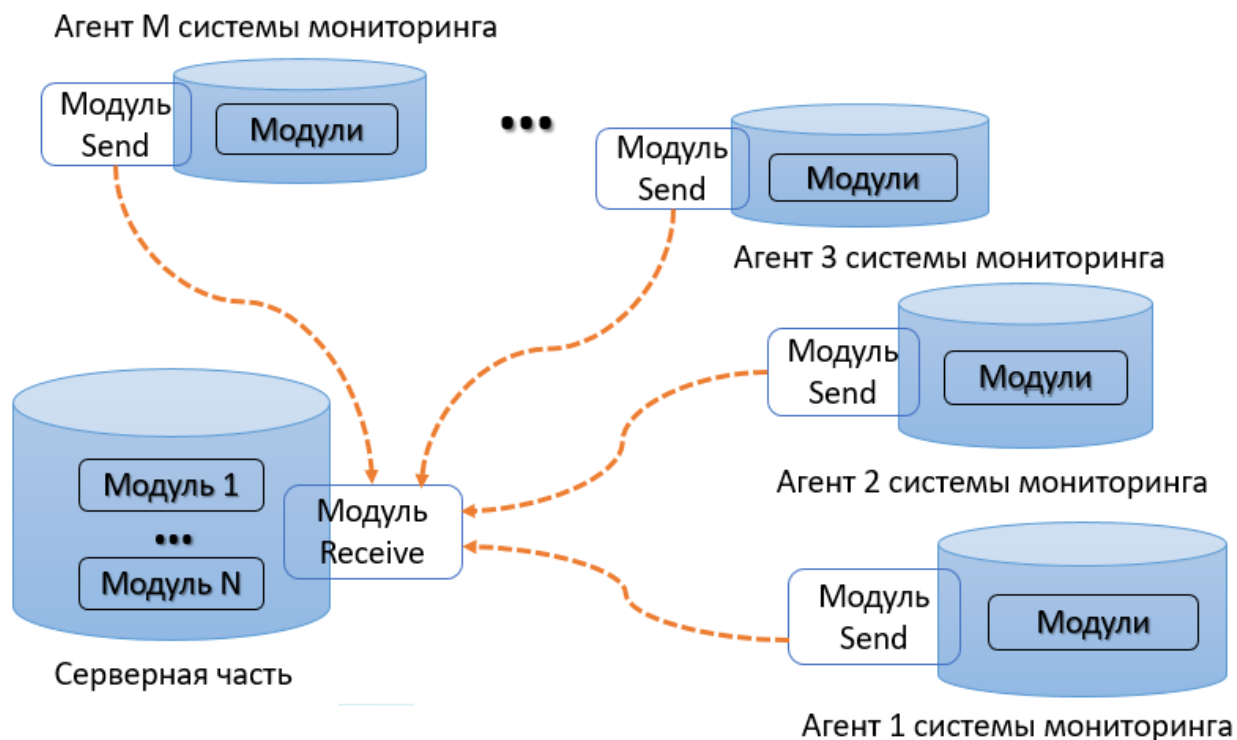 Агент M системы мониторинга
Модуль
Send
Модули
...
Модуль
Send
Модули
Агент 3 системы мониторинга
Модуль
Send
Модули
Агент 2 системы мониторинга
Модуль 1
...
Модуль N
Модуль
Receive
Серверная часть
Модуль
Send
Модули
Агент 1 системы мониторинга